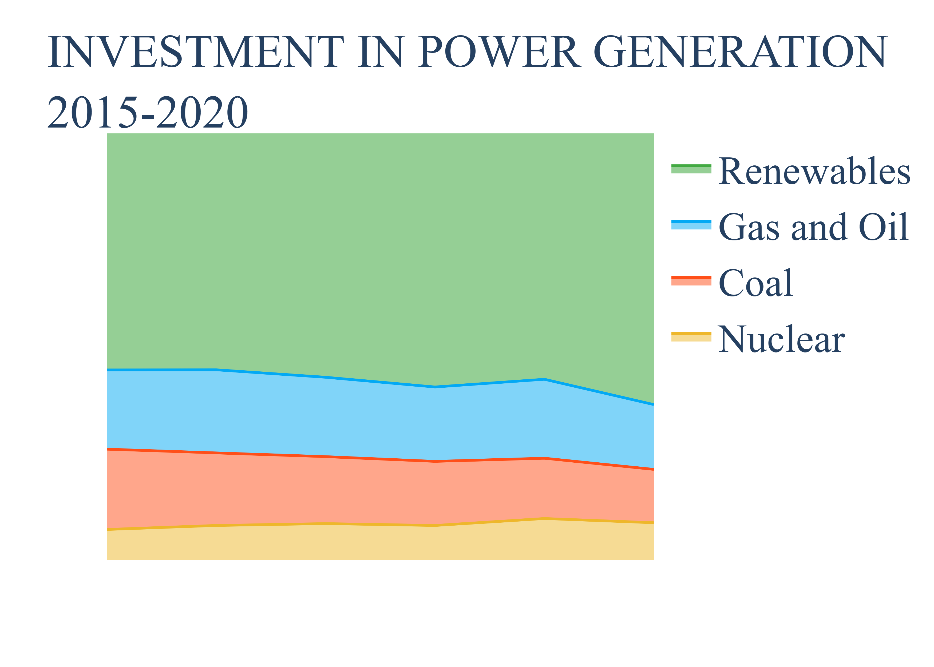 INVESTMENT IN POWER GENERATION
2015-2020
Renewables
Gas and Oil
Coal
Nuclear